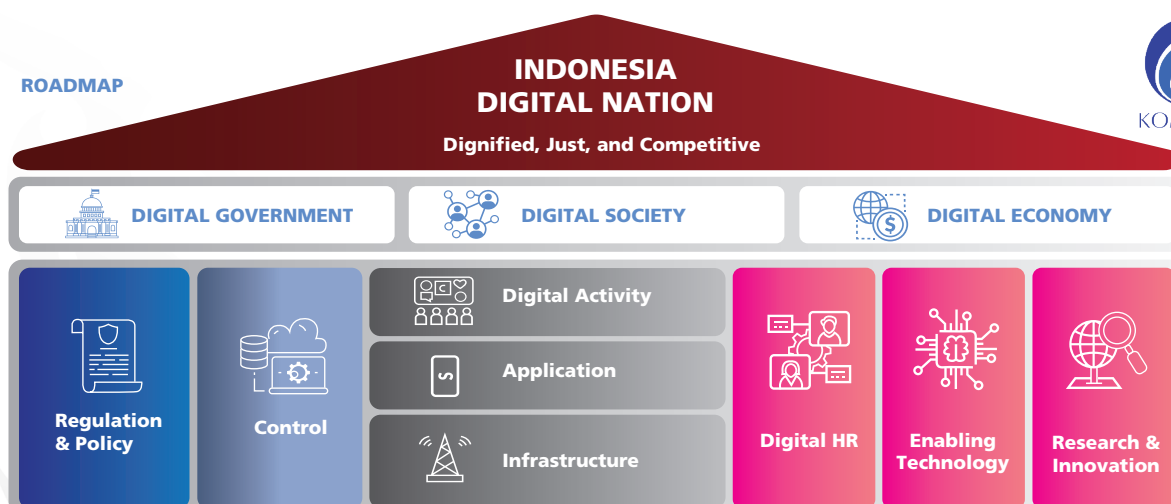 ROADMAP
INDONESIA
DIGITAL NATION
Dignified, Just, and Competitive
DIGITAL GOVERNMENT
DIGITAL SOCIETY
DIGITAL ECONOMY
Regulation
& Policy
Control
Digital Activity
Application
Infrastructure
Digital HR
Enabling
Technology
Research &
Innovation